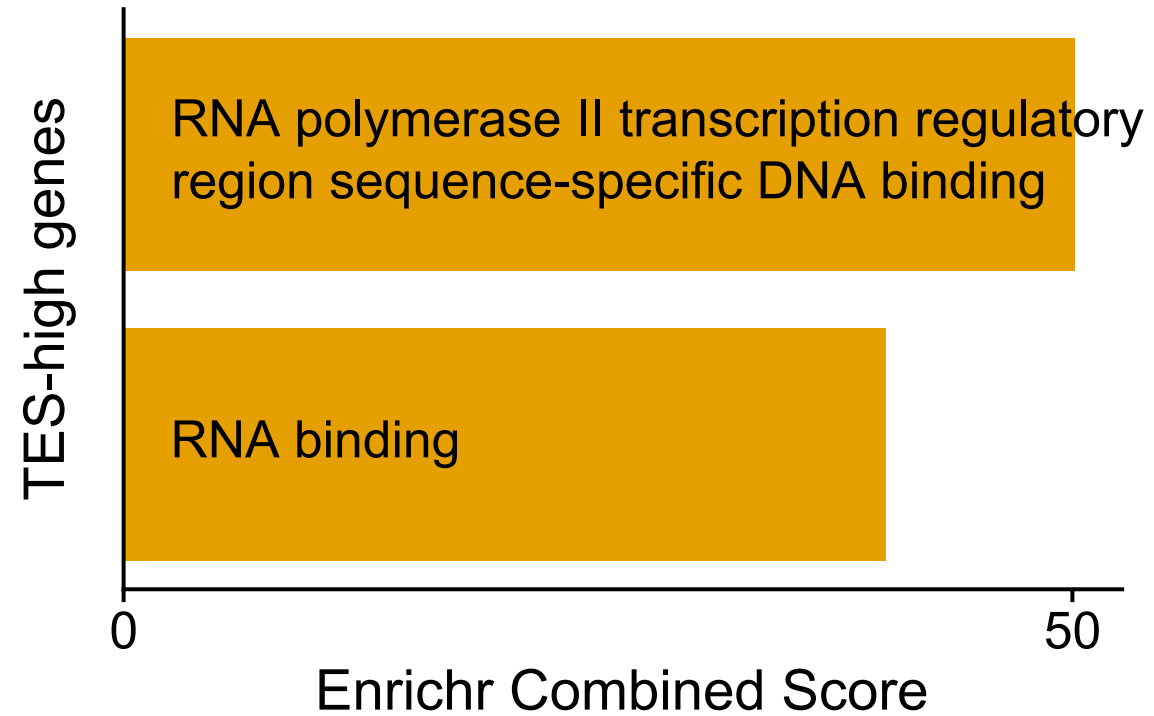 TES-high genes
RNA polymerase II transcription regulatory
region sequence-specific DNA binding
RNA binding
0
50
Enrichr Combined Score